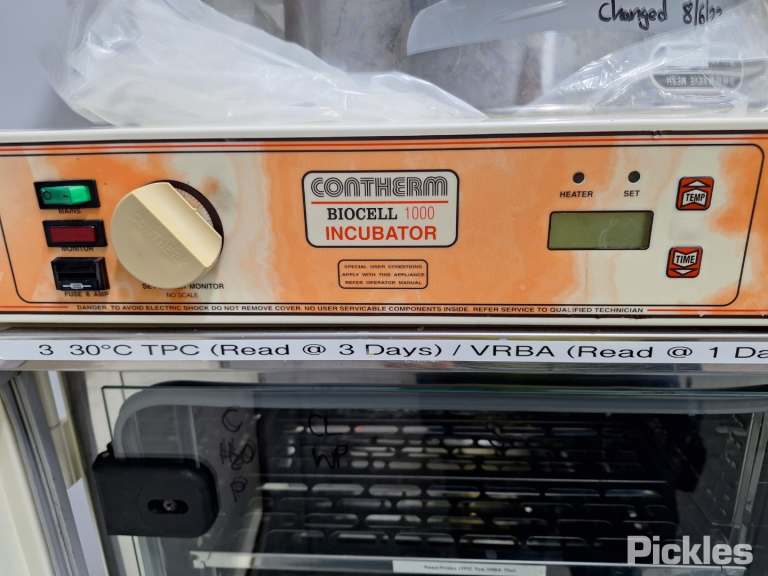 Changed 8/6/22
CONTHERM
BIOCELL 1000
INCUBATOR
HEATER
SET
TEMP
TIME
MAINS
MONITOR
FUSE 8 AMP
MONITOR
NO SCALE
SPECIAL USER CONDITIONS
APPLY WITH THIS APPLIANCE
REFER OPERATOR MANUAL
DANGER. TO AVOID ELECTRIC SHOCK DO NOT REMOVE COVER. NO USER SERVICABLE COMPONENTS INSIDE. REFER SERVICE TO QUALIFIED TECHNICIAN
3 30°C TPC (Read @ 3 Days) / VRBA (Read @ 1 Da
C CL
WP
Pickles